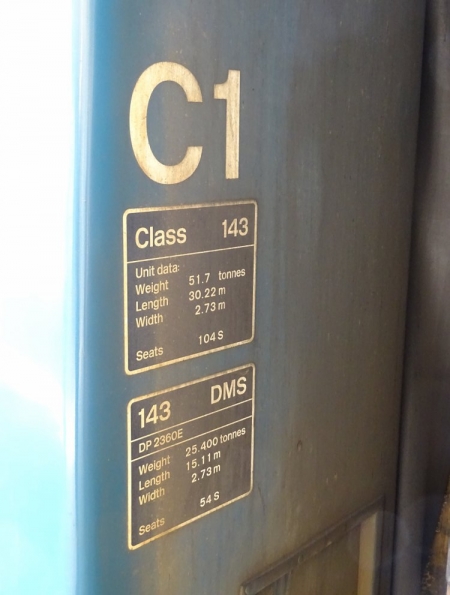 C1
Class 143
Unit data:
Weight 51.7 tonnes
Length 30.22 m
Width 2.73 m
Seats 104 S
143 DMS
DP 2360E
Weight 25.400 tonnes
Length 15.11 m
Width 2.73 m
Seats 54 S